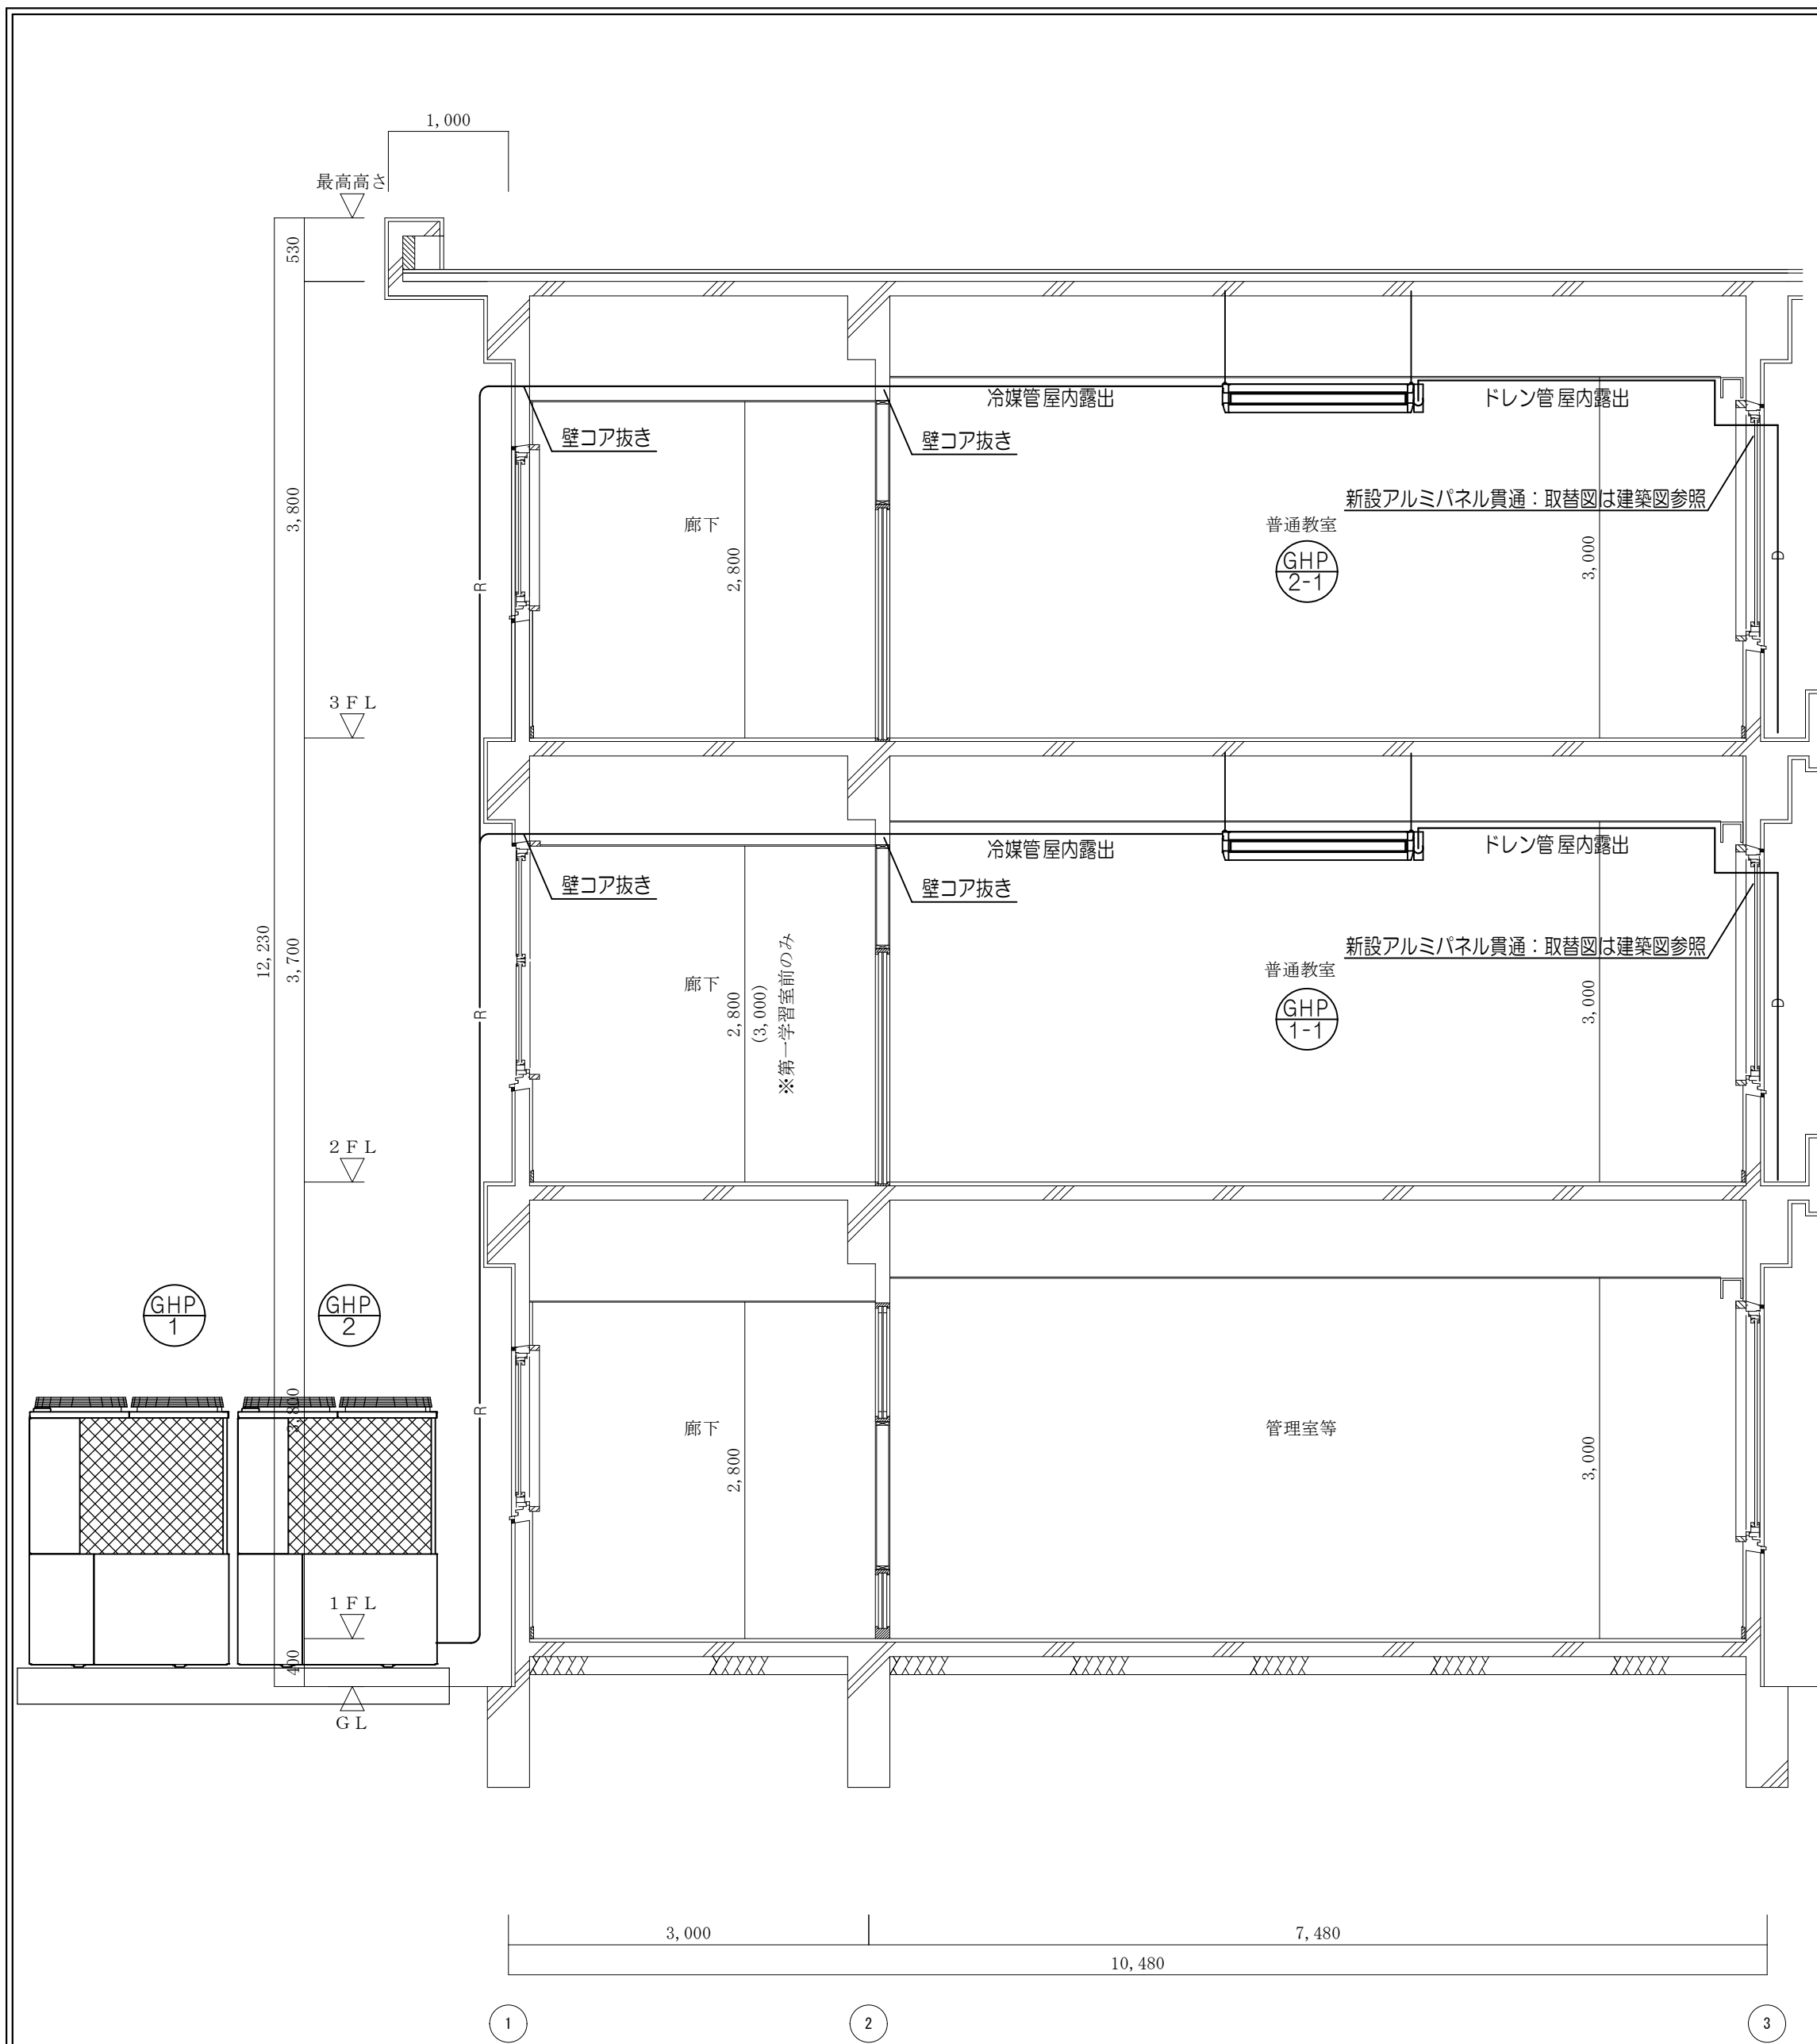 1,000
最高高さ
530
冷媒管 屋内露出
ドレン管 屋内露出
壁コア抜き
壁コア抜き
新設アルミパネル貫通：取替図は建築図参照
3,800
廊下
2,800
普通教室
GHP
2-1
3,000
R
D
3FL
冷媒管 屋内露出
ドレン管 屋内露出
壁コア抜き
壁コア抜き
新設アルミパネル貫通：取替図は建築図参照
12,230
3,700
廊下
2,800
(3,000)
※第一学習室前のみ
普通教室
GHP
1-1
3,000
R
D
2FL
GHP
1
GHP
2
3,800
R
廊下
2,800
管理室等
3,000
1FL
400
GL
3,000
7,480
10,480
1
2
3